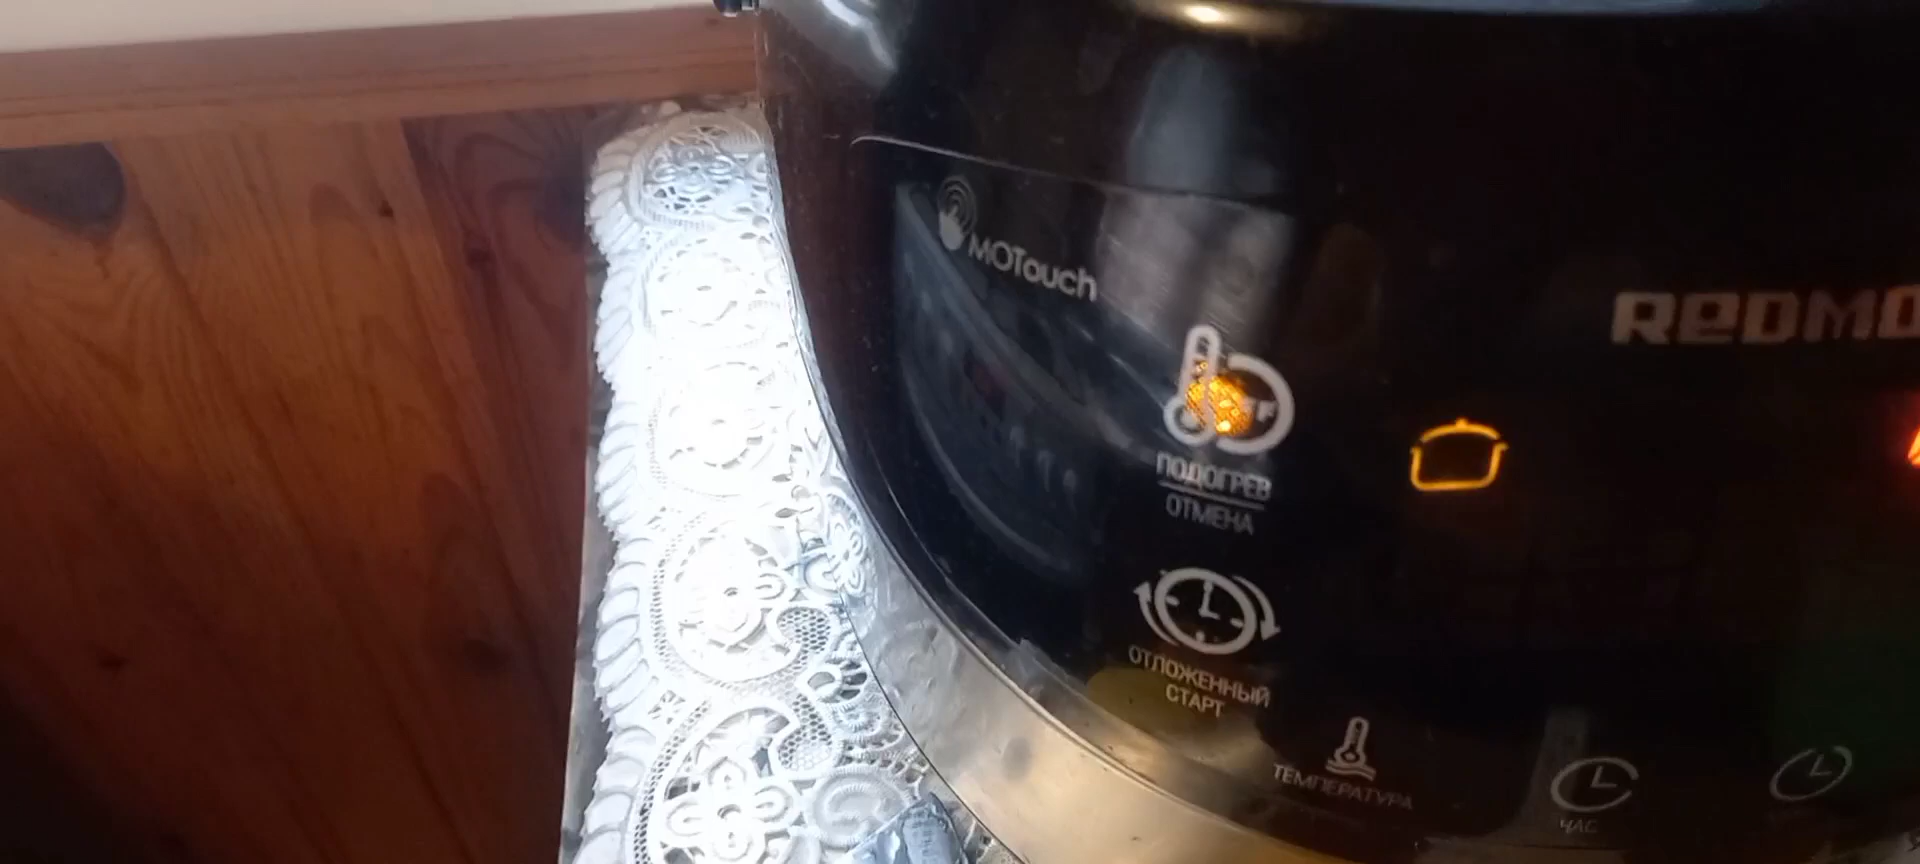 MOTouch
REDMO
ПОДОГРЕВ
ОТМЕНА
ОТЛОЖЕННЫЙ
СТАРТ
ТЕМПЕРАТУРА
ЧАС